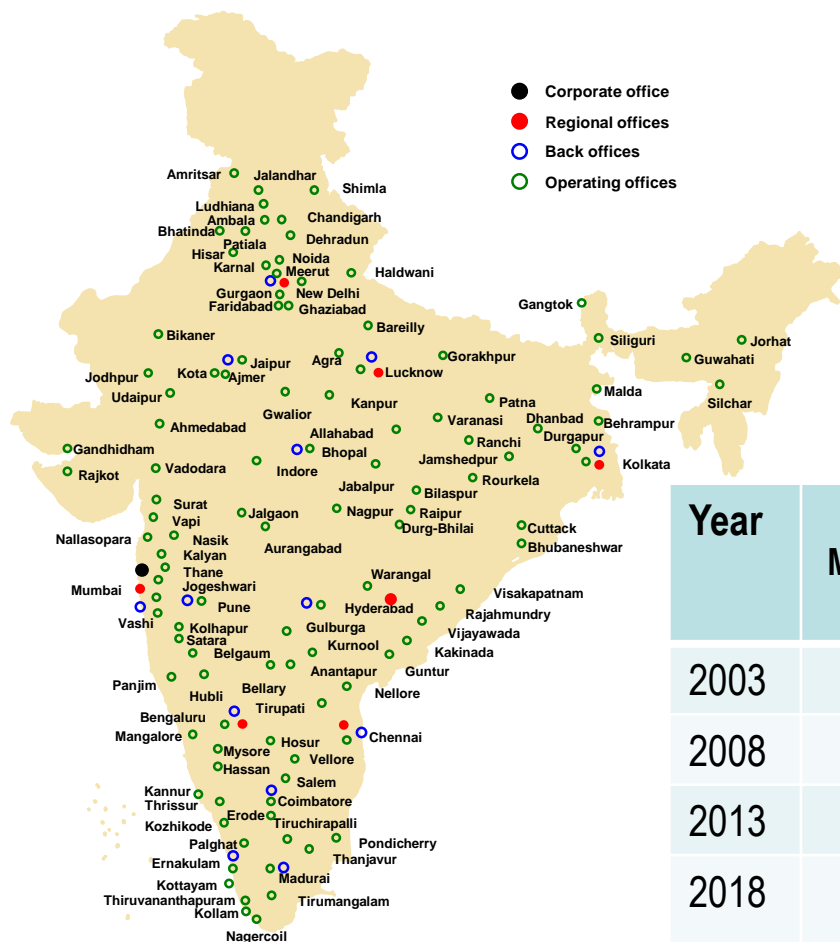 Corporate office
Regional offices
Back offices
Operating offices
Amritsar
Jalandhar
Shimla
Ludhiana
Ambala
Chandigarh
Bhatinda
Patiala
Dehradun
Hisar
Noida
Karnal
Meerut
Haldwani
Gurgaon
New Delhi
Faridabad
Ghaziabad
Gangtok
Bikaner
Bareilly
Siliguri
Jorhat
Jaipur
Agra
Gorakhpur
Guwahati
Jodhpur
Kota
Ajmer
Lucknow
Udaipur
Malda
Silchar
Gwalior
Kanpur
Patna
Ahmedabad
Varanasi
Dhanbad
Behrampur
Allahabad
Durgapur
Gandhidham
Ranchi
Bhopal
Jamshedpur
Kolkata
Rajkot
Vadodara
Indore
Rourkela
Jabalpur
Bilaspur
Surat
Jalgaon
Nagpur
Raipur
Vapi
Durg-Bhilai
Cuttack
Nallasopara
Nasik
Aurangabad
Bhubaneshwar
Kalyan
Thane
Warangal
Mumbai
Jogeshwari
Visakapatnam
Pune
Hyderabad
Rajahmundry
Vashi
Kolhapur
Gulburga
Vijayawada
Satara
Kurnool
Kakinada
Belgaum
Guntur
Anantapur
Panjim
Hubli
Bellary
Nellore
Tirupati
Bengaluru
Mangalore
Hosur
Chennai
Mysore
Vellore
Hassan
Salem
Kannur
Coimbatore
Thrissur
Erode
Kozhikode
Tiruchirapalli
Palghat
Pondicherry
Ernakulam
Thanjavur
Kottayam
Madurai
Thiruvananthapuram
Tirumangalam
Kollam
Nagercoil
Year
M
2003
2008
2013
2018